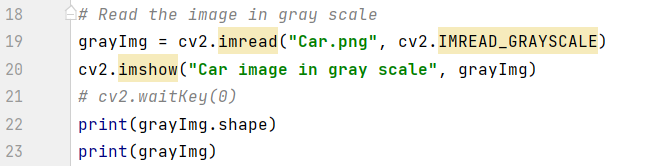 18 # Read the image in gray scale
19 grayImg = cv2.imread("Car.png", cv2.IMREAD_GRAYSCALE)
20 cv2.imshow("Car image in gray scale", grayImg)
21 # cv2.waitKey(0)
22 print(grayImg.shape)
23 print(grayImg)